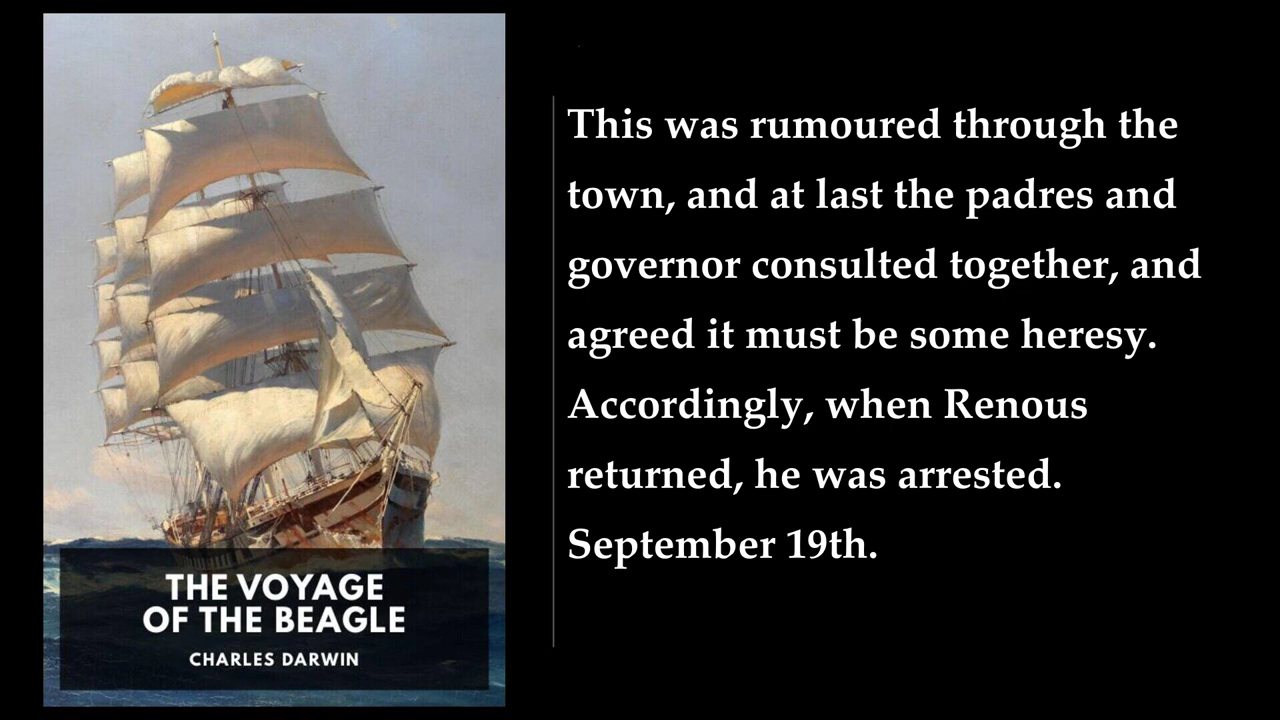 THE VOYAGE
OF THE BEAGLE
CHARLES DARWIN
This was rumoured through the
town, and at last the padres and
governor consulted together, and
agreed it must be some heresy.
Accordingly, when Renous
returned, he was arrested.
September 19th.